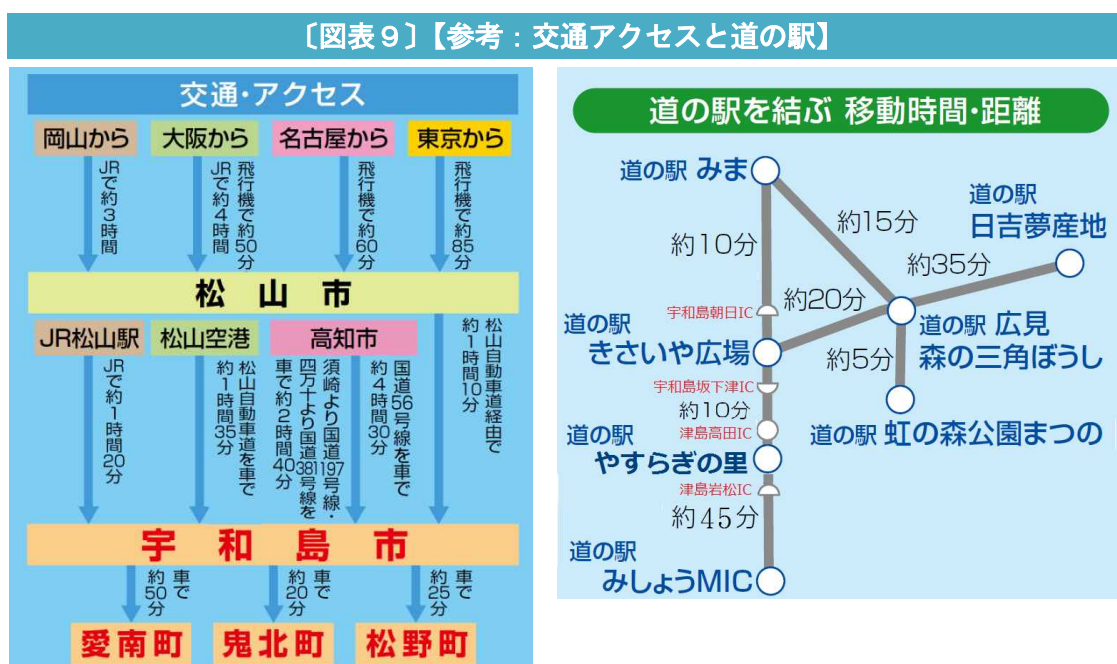 〔図表９〕【参考：交通アクセスと道の駅】
交通・アクセス
岡山から
大阪から
名古屋から
東京から
JRで約3時間
飛行機で約50分
JRで約4時間
飛行機で約60分
飛行機で約85分
松山市
JR松山駅
松山空港
高知市
JRで約1時間20分
松山自動車道を車で
約1時間35分
須崎より国道197号線・
四万十より国道381号線を
車で約2時間40分
国道56号線を車で
約4時間30分
松山自動車道経由で
約1時間10分
宇和島市
車で
約50分
車で
約20分
車で
約25分
愛南町
鬼北町
松野町
道の駅を結ぶ 移動時間・距離
道の駅 みま
道の駅
日吉夢産地
約15分
約10分
約35分
約20分
宇和島朝日IC
道の駅
きさいや広場
道の駅 広見
森の三角ぼうし
約5分
宇和島坂下津IC
約10分
津島高田IC
道の駅 虹の森公園まつの
道の駅
やすらぎの里
津島岩松IC
約45分
道の駅
みしょうMIC